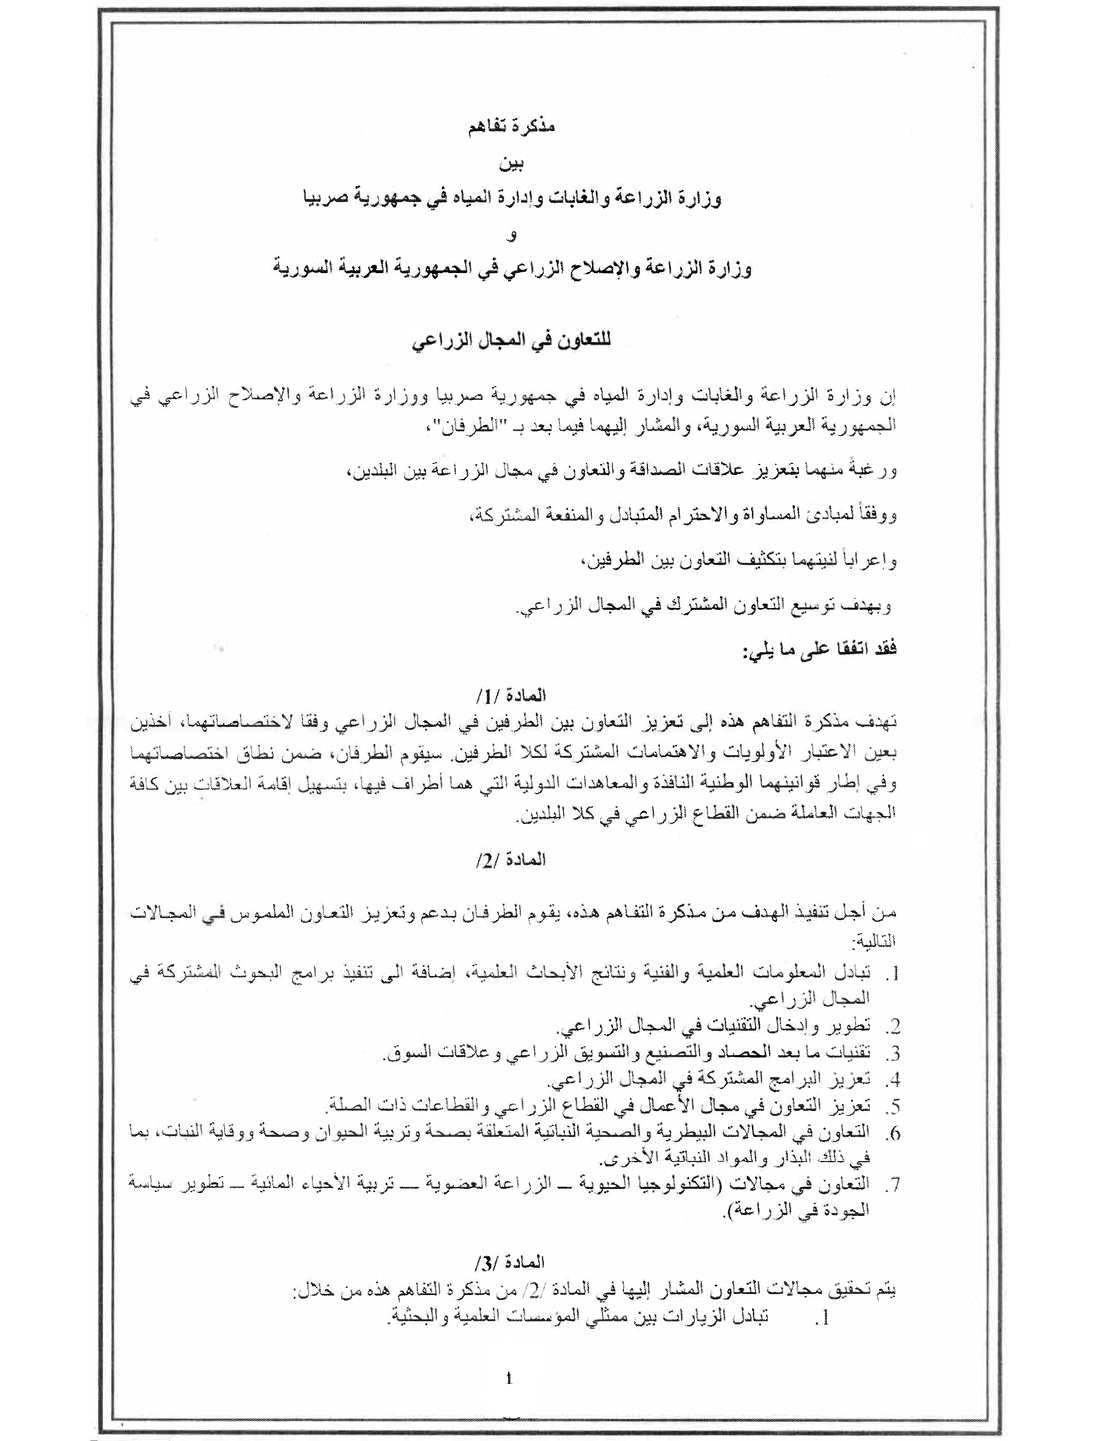 مذكرة تفاهم
بين
وزارة الزراعة والغابات وإدارة المياه في جمهورية صربيا
و
وزارة الزراعة والإصلاح الزراعي في الجمهورية العربية السورية
للتعاون في المجال الزراعي
إن وزارة الزراعة والغابات وإدارة المياه في جمهورية صربيا ووزارة الزراعة والإصلاح الزراعي في
الجمهورية العربية السورية، والمشار إليهما فيما بعد بـ "الطرفان"،
ورغبةً منهما بتعزيز علاقات الصداقة والتعاون في مجال الزراعة بين البلدين،
ووفقاً لمبادئ المساواة والاحترام المتبادل والمنفعة المشتركة،
وإعراباً لنيتهما بتكثيف التعاون بين الطرفين،
وبهدف توسيع التعاون المشترك في المجال الزراعي.
فقد اتفقا على ما يلي:
المادة /1/
تهدف مذكرة التفاهم هذه إلى تعزيز التعاون بين الطرفين في المجال الزراعي وفقا لاختصاصاتهما، آخذين
بعين الاعتبار الأولويات والاهتمامات المشتركة لكلا الطرفين. سيقوم الطرفان، ضمن نطاق اختصاصاتهما
وفي إطار قوانينهما الوطنية النافذة والمعاهدات الدولية التي هما أطراف فيها، بتسهيل إقامة العلاقات بين كافة
الجهات العاملة ضمن القطاع الزراعي في كلا البلدين.
المادة /2/
من أجل تنفيذ الهدف من مذكرة التفاهم هذه، يقوم الطرفان بدعم وتعزيز التعاون الملموس في المجالات
التالية:
1. تبادل المعلومات العلمية والفنية ونتائج الأبحاث العلمية، إضافة الى تنفيذ برامج البحوث المشتركة في
المجال الزراعي.
2. تطوير وإدخال التقنيات في المجال الزراعي.
3. تقنيات ما بعد الحصاد والتصنيع والتسويق الزراعي وعلاقات السوق.
4. تعزيز البرامج المشتركة في المجال الزراعي.
5. تعزيز التعاون في مجال الأعمال في القطاع الزراعي والقطاعات ذات الصلة.
6. التعاون في المجالات البيطرية والصحية النباتية المتعلقة بصحة وتربية الحيوان وصحة ووقاية النبات، بما
في ذلك البذار والمواد النباتية الأخرى.
7. التعاون في مجالات (التكنولوجيا الحيوية – الزراعة العضوية – تربية الأحياء المائية – تطوير سياسة
الجودة في الزراعة).
المادة /3/
يتم تحقيق مجالات التعاون المشار إليها في المادة /2/ من مذكرة التفاهم هذه من خلال:
1. تبادل الزيارات بين ممثلي المؤسسات العلمية والبحثية.
1